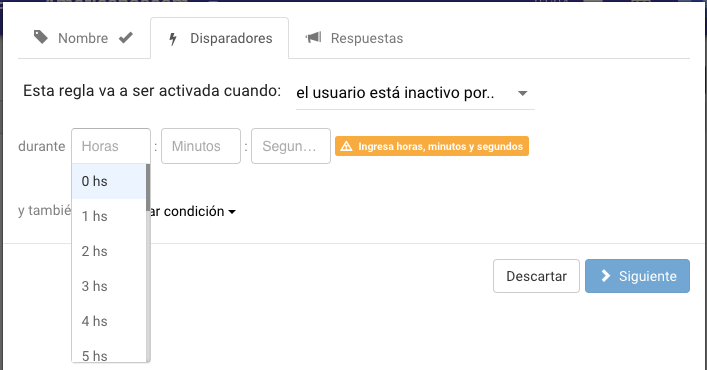 Nombre Disparadores Respuestas
Esta regla va a ser activada cuando: el usuario está inactivo por..
durante Horas : Minutos : Segun... Ingresa horas, minutos y segundos
0 hs
y tambié ar condición
1 hs
2 hs
3 hs
Descartar Siguiente
4 hs
5 hs